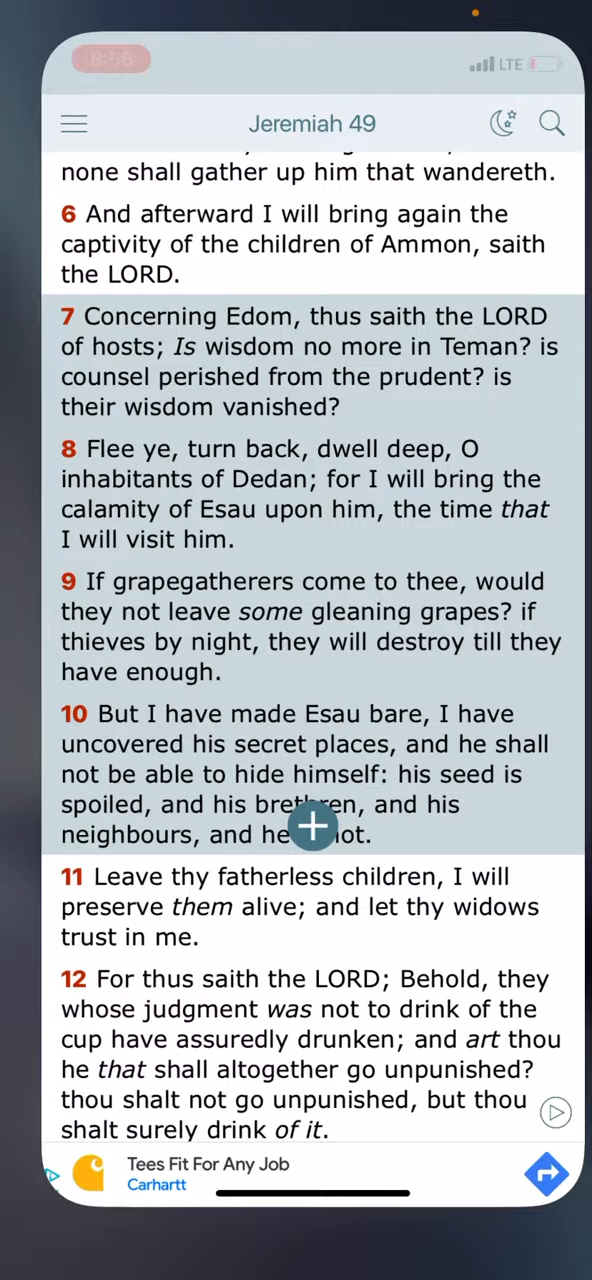 8:56
LTE
Jeremiah 49
none shall gather up him that wandereth.
6 And afterward I will bring again the
captivity of the children of Ammon, saith
the LORD.
7 Concerning Edom, thus saith the LORD
of hosts; Is wisdom no more in Teman? is
counsel perished from the prudent? is
their wisdom vanished?
8 Flee ye, turn back, dwell deep, O
inhabitants of Dedan; for I will bring the
calamity of Esau upon him, the time that
I will visit him.
9 If grapegatherers come to thee, would
they not leave some gleaning grapes? if
thieves by night, they will destroy till they
have enough.
10 But I have made Esau bare, I have
uncovered his secret places, and he shall
not be able to hide himself: his seed is
spoiled, and his brethren, and his
neighbours, and he not.
11 Leave thy fatherless children, I will
preserve them alive; and let thy widows
trust in me.
12 For thus saith the LORD; Behold, they
whose judgment was not to drink of the
cup have assuredly drunken; and art thou
he that shall altogether go unpunished?
thou shalt not go unpunished, but thou
shalt surely drink of it.
Tees Fit For Any Job
Carhartt